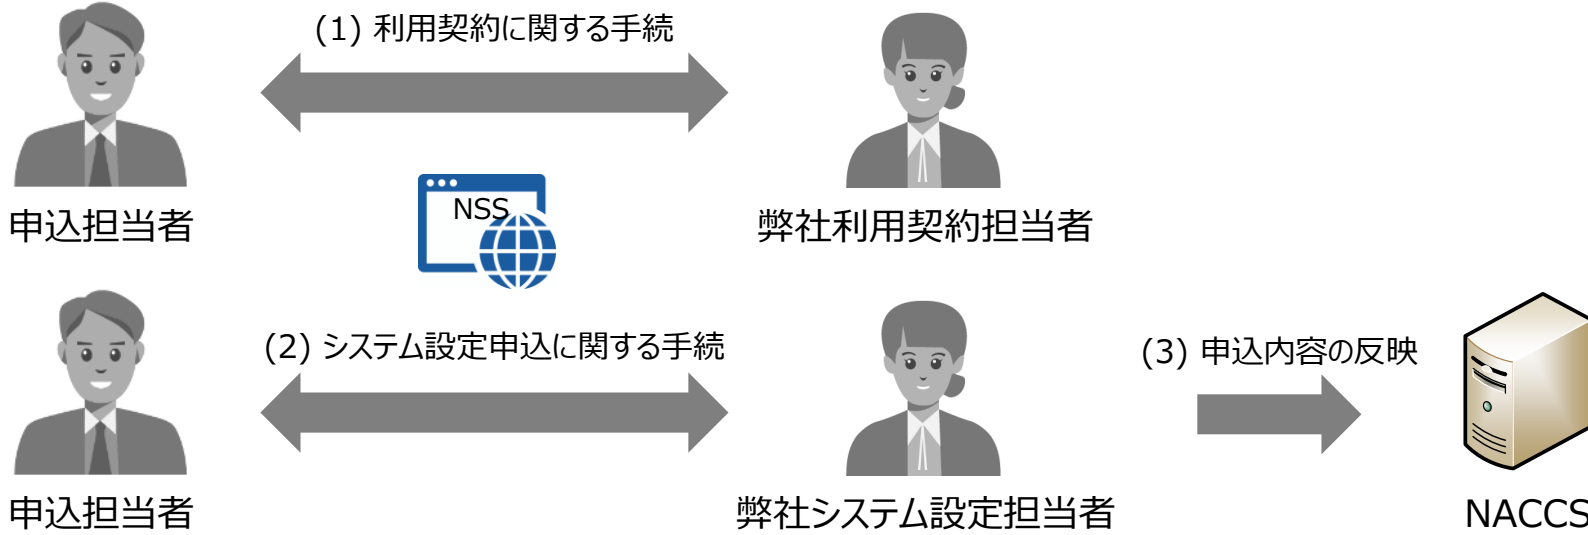 (1) 利用契約に関する手続
NSS
申込担当者
弊社利用契約担当者
(2) システム設定申込に関する手続
(3) 申込内容の反映
申込担当者
弊社システム設定担当者
NACCS